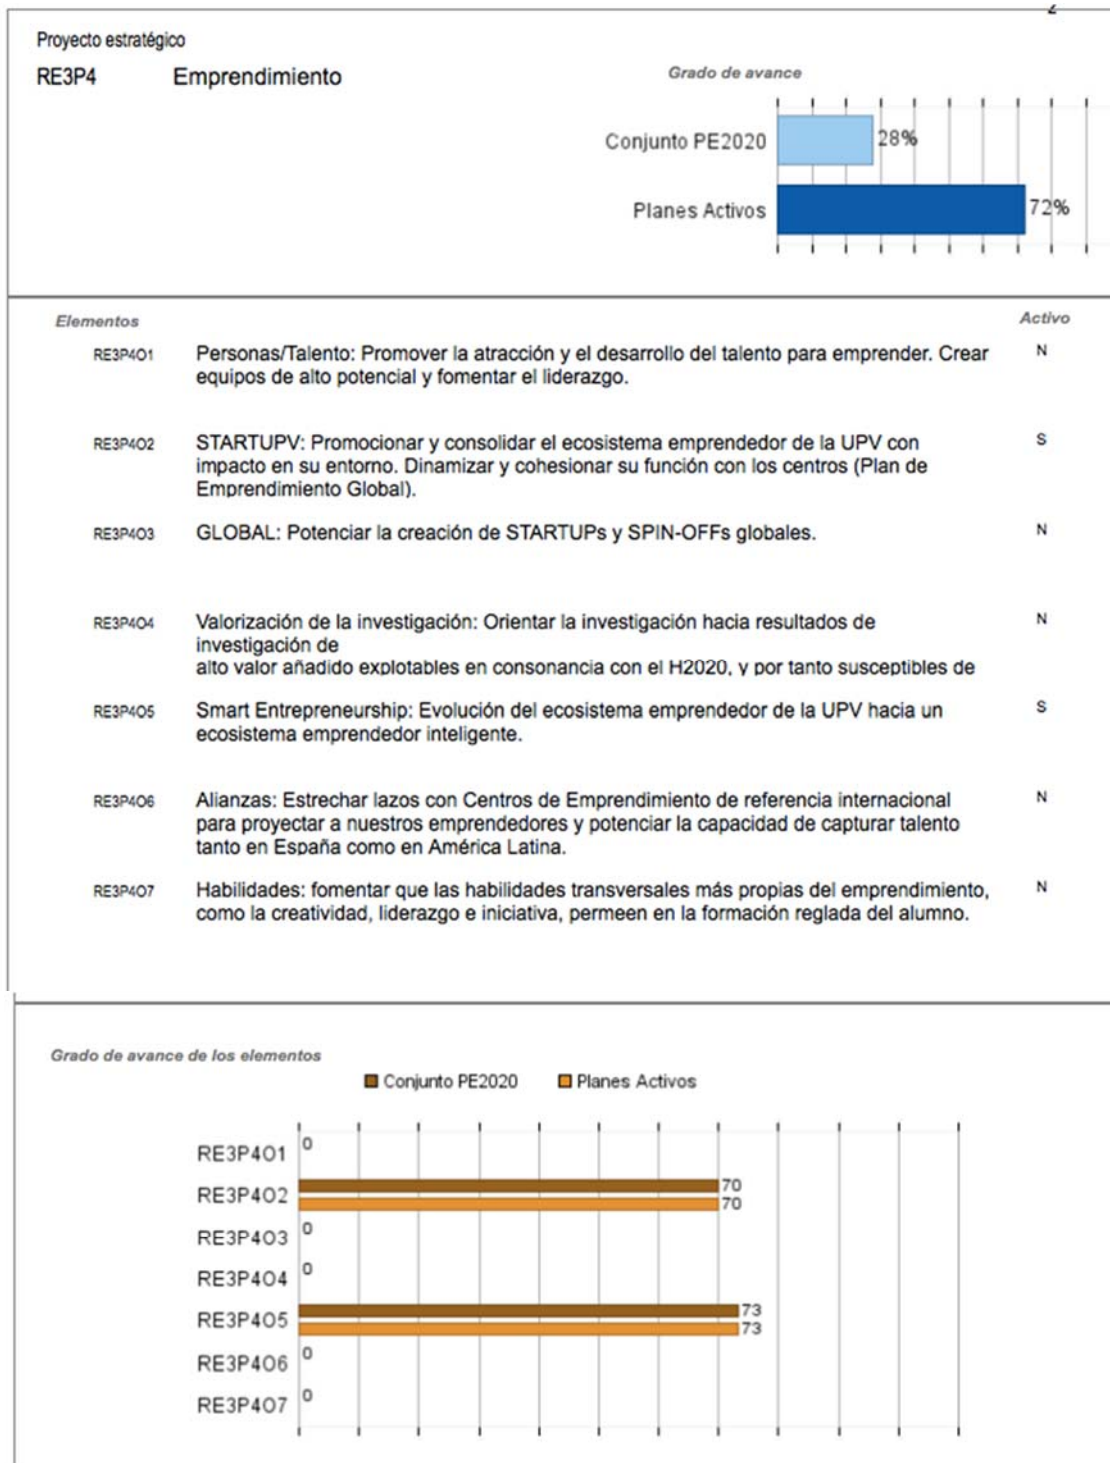 Proyecto estratégico
RE3P4 Emprendimiento
Grado de avance
Conjunto PE2020 28%
Planes Activos 72%
Elementos Activo
RE3P4O1 Personas/Talento: Promover la atracción y el desarrollo del talento para emprender. Crear N
equipos de alto potencial y fomentar el liderazgo.
RE3P4O2 STARTUPV: Promocionar y consolidar el ecosistema emprendedor de la UPV con S
impacto en su entorno. Dinamizar y cohesionar su función con los centros (Plan de
Emprendimiento Global).
RE3P4O3 GLOBAL: Potenciar la creación de STARTUPs y SPIN-OFFs globales. N
RE3P4O4 Valorización de la investigación: Orientar la investigación hacia resultados de N
investigación de
alto valor añadido explotables en consonancia con el H2020, y por tanto susceptibles de
RE3P4O5 Smart Entrepreneurship: Evolución del ecosistema emprendedor de la UPV hacia un S
ecosistema emprendedor inteligente.
RE3P4O6 Alianzas: Estrechar lazos con Centros de Emprendimiento de referencia internacional N
para proyectar a nuestros emprendedores y potenciar la capacidad de capturar talento
tanto en España como en América Latina.
RE3P4O7 Habilidades: fomentar que las habilidades transversales más propias del emprendimiento, N
como la creatividad, liderazgo e iniciativa, permeen en la formación reglada del alumno.
Grado de avance de los elementos
Conjunto PE2020 Planes Activos
RE3P4O1 0
RE3P4O2 70
70
RE3P4O3 0
RE3P4O4 0
RE3P4O5 73
73
RE3P4O6 0
RE3P4O7 0